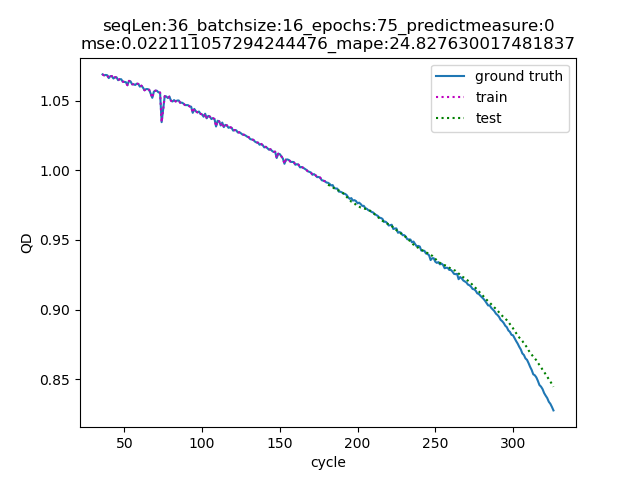 seqLen:36_batchsize:16_epochs:75_predictmeasure:0
mse:0.022111057294244476_mape:24.827630017481837
ground truth
train
test
1.05
1.00
0.95
0.90
0.85
QD
50 100 150 200 250 300
cycle